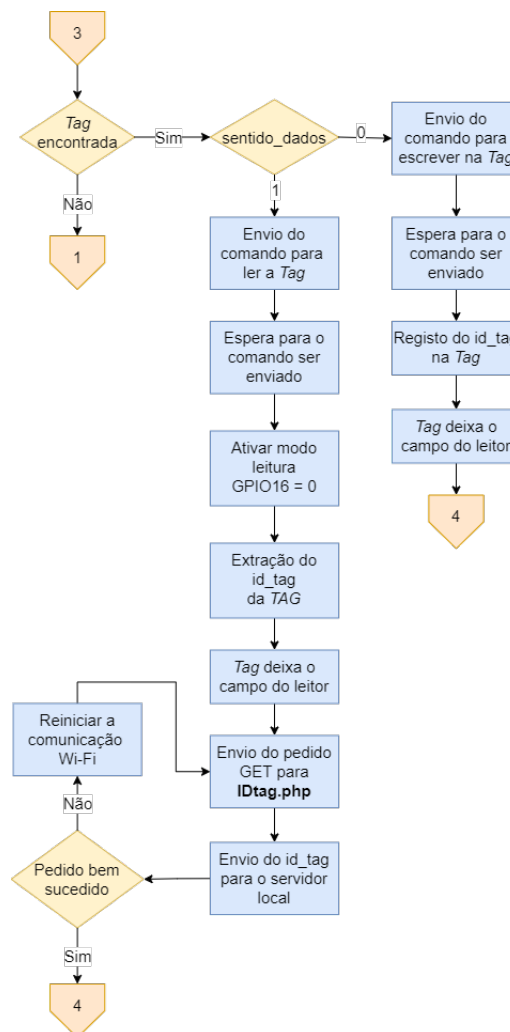 3
Tag
encontrada
Sim
sentido_dados
0
Envio do
comando para
escrever na Tag
Não
1
1
Envio do
comando para
ler a Tag
Espera para o
comando ser
enviado
Espera para o
comando ser
enviado
Registo do id_tag
na Tag
Ativar modo
leitura
GPIO16 = 0
Tag deixa o
campo do leitor
4
Extração do
id_tag
da TAG
Tag deixa o
campo do leitor
Reiniciar a
comunicação
Wi-Fi
Envio do pedido
GET para
IDtag.php
Não
Pedido bem
sucedido
Envio do id_tag
para o servidor
local
Sim
4